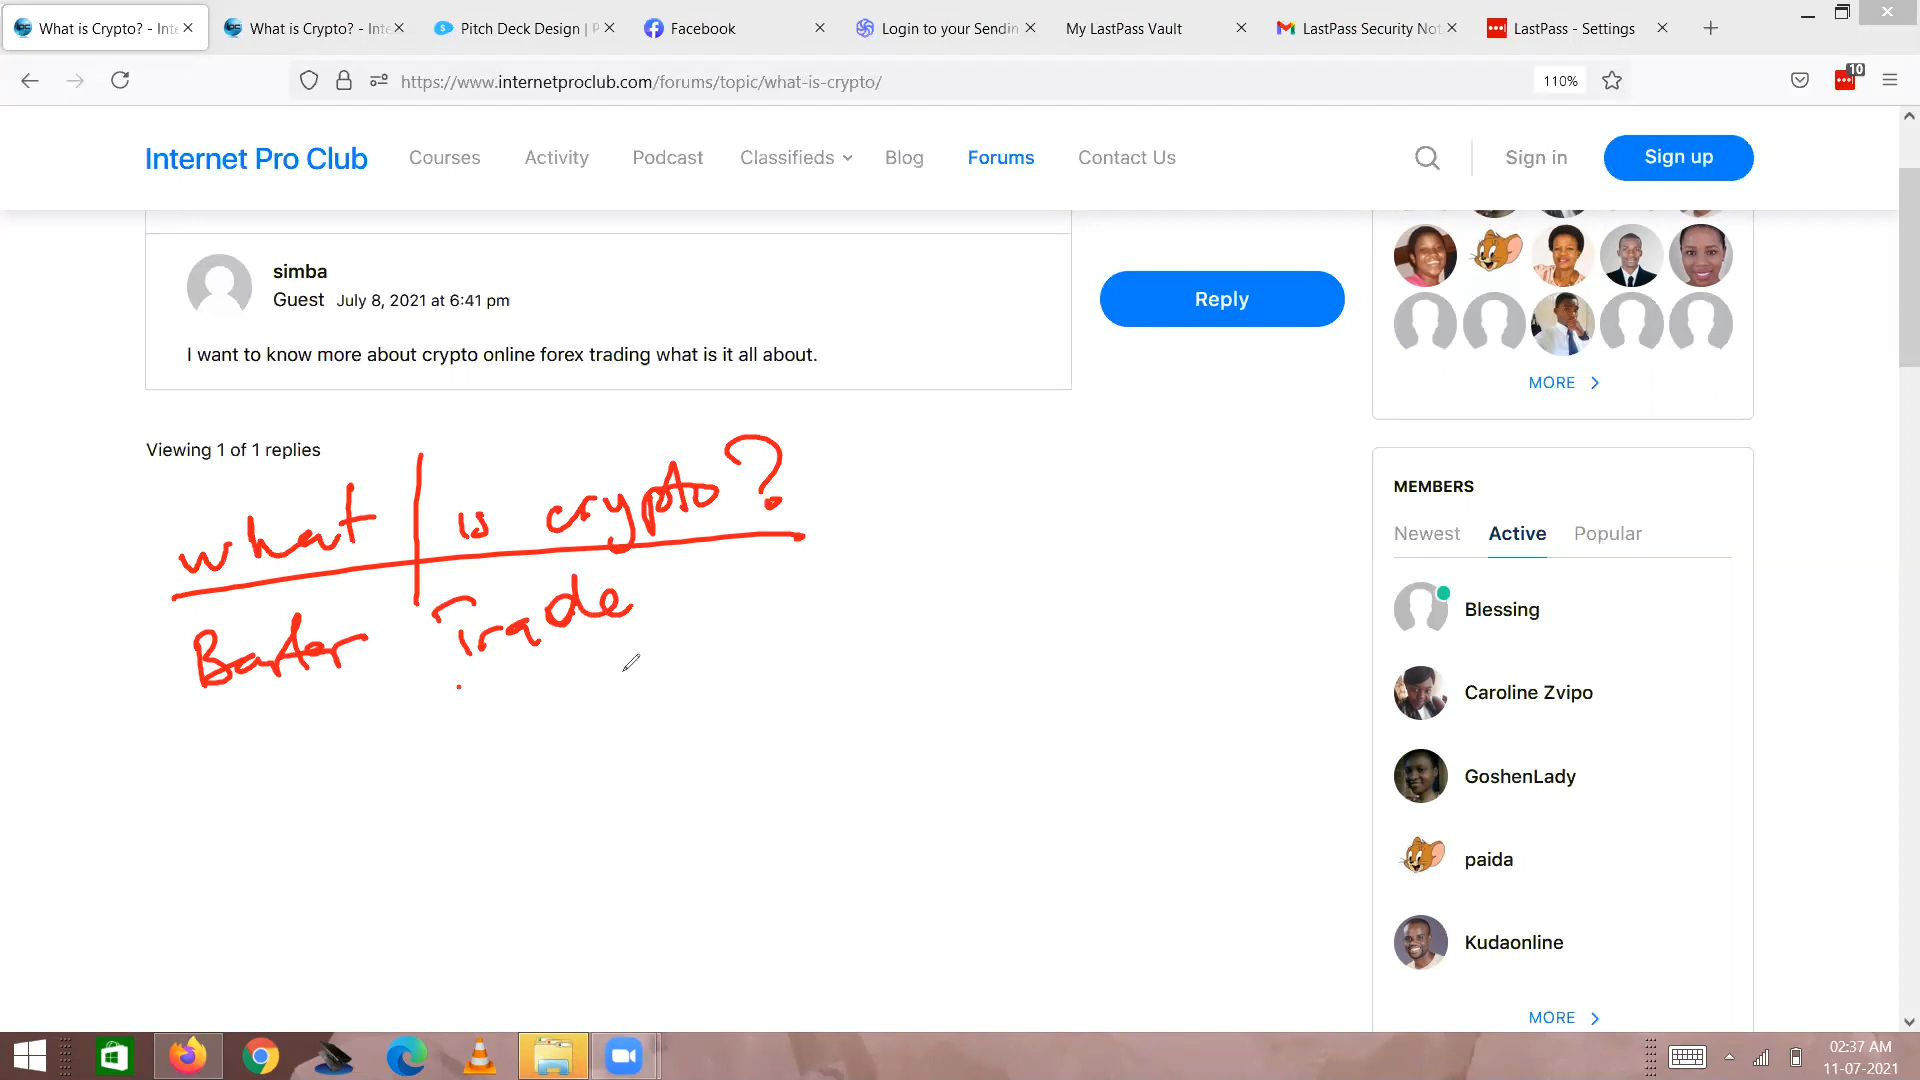 What is Crypto? - Inte
What is Crypto? - Inte
Pitch Deck Design | P
Facebook
Login to your Sendin
My LastPass Vault
LastPass Security Not
LastPass - Settings
https://www.internetproclub.com/forums/topic/what-is-crypto/
110%
10
Internet Pro Club
Courses
Activity
Podcast
Classifieds
Blog
Forums
Contact Us
Sign in
Sign up
simba
Guest July 8, 2021 at 6:41 pm
I want to know more about crypto online forex trading what is it all about.
Reply
MORE
Viewing 1 of 1 replies
what is crypto?
Barter Trade
MEMBERS
Newest Active Popular
Blessing
Caroline Zvipo
GoshenLady
paida
Kudaonline
MORE
02:37 AM
11-07-2021